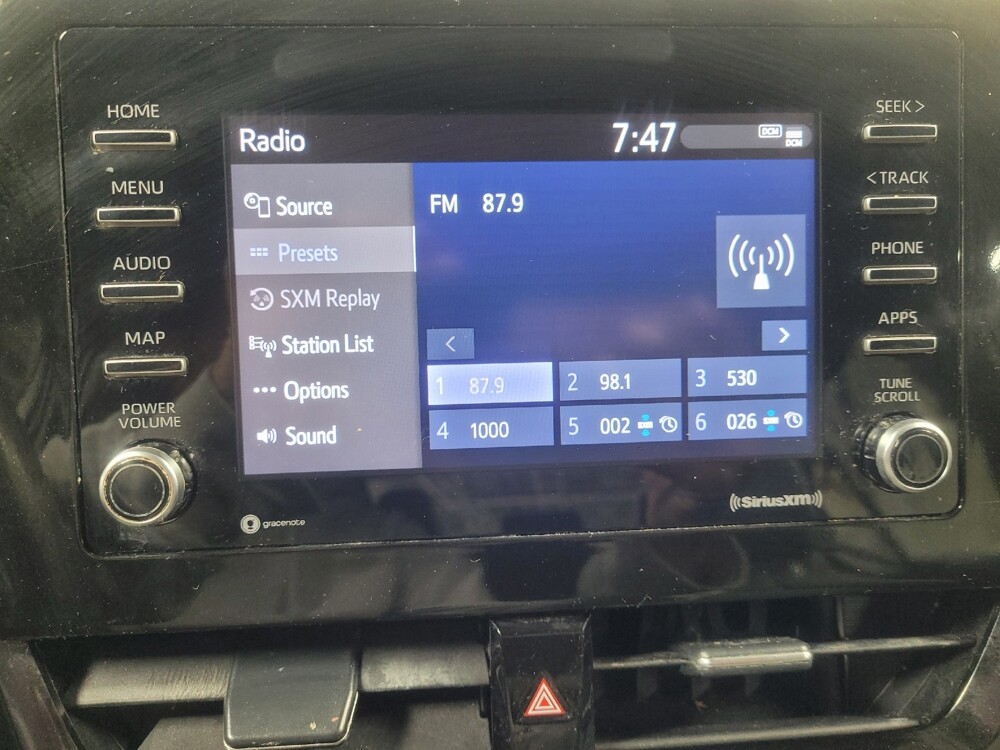 HOME
MENU
AUDIO
MAP
POWER
VOLUME
Radio
7:47
DCM
DCM
Source
Presets
SXM Replay
Station List
Options
Sound
FM 87.9
<
>
1 87.9
2 98.1
3 530
4 1000
5 002
6 026
SEEK >
< TRACK
PHONE
APPS
TUNE
SCROLL
gracenote
SiriusXM